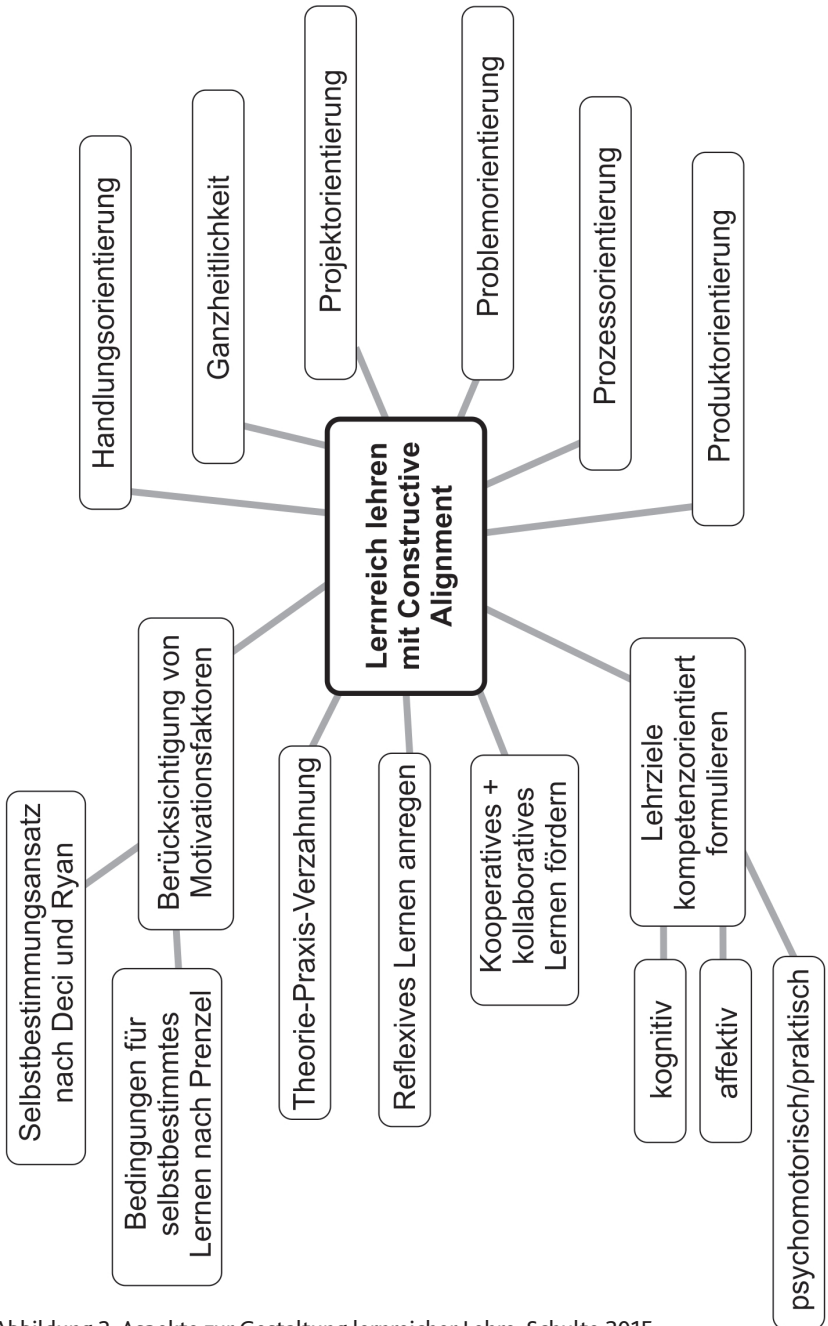 Selbstbestimmungsansatz
nach Deci und Ryan
Bedingungen für
selbstbestimmtes
Lernen nach Prenzel
Berücksichtigung von
Motivationsfaktoren
Handlungsorientierung
Ganzheitlichkeit
Projektorientierung
Problemorientierung
Prozessorientierung
Produktorientierung
Lernreich lehren
mit Constructive
Alignment
Theorie-Praxis-Verzahnung
Reflexives Lernen anregen
Kooperatives +
kollaboratives
Lernen fördern
Lehrziele
kompetenzorientiert
formulieren
kognitiv
affektiv
psychomotorisch/praktisch
Aspekte zur Gestaltung lernreicher Lehre, Schulte 2015